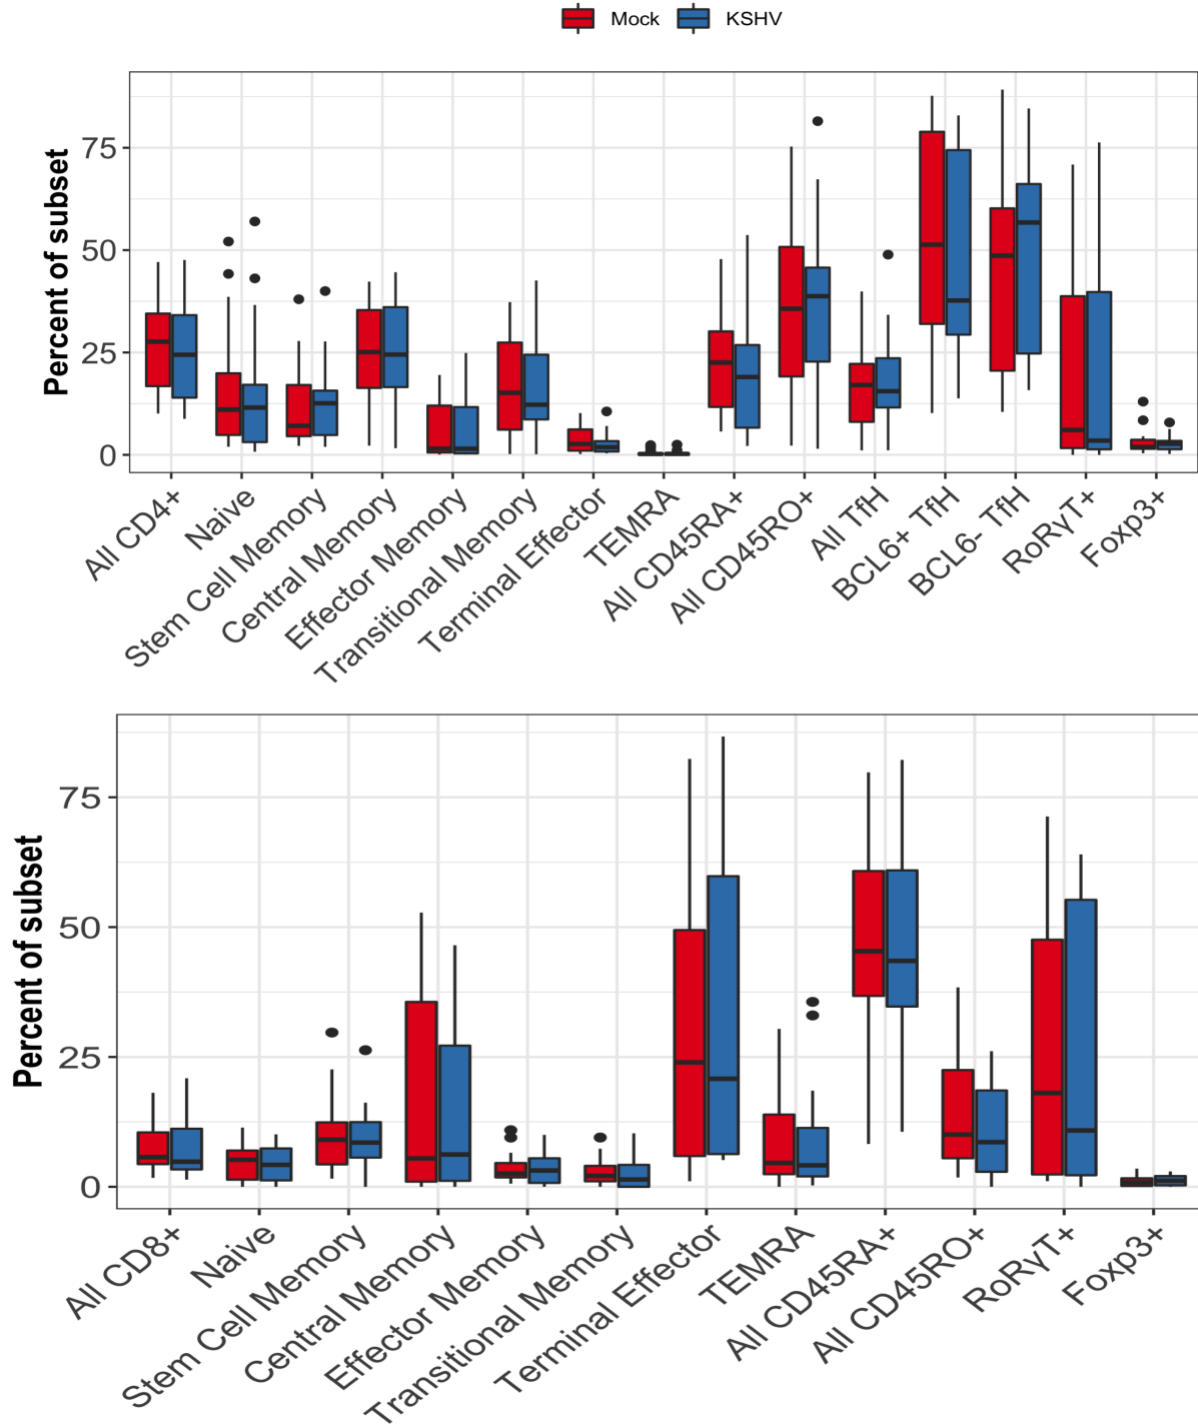 Mock KSHV
Percent of subset
75
50
25
0
All CD4+
Naive
Stem Cell Memory
Central Memory
Effector Memory
Transitional Memory
Terminal Effector
TEMRA
All CD45RA+
All CD45RO+
All TfH
BCL6+ TfH
BCL6- TfH
RoRγT+
Foxp3+
Percent of subset
75
50
25
0
All CD8+
Naive
Stem Cell Memory
Central Memory
Effector Memory
Transitional Memory
Terminal Effector
TEMRA
All CD45RA+
All CD45RO+
RoRγT+
Foxp3+